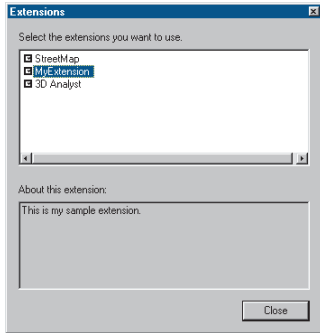 Extensions
Select the extensions you want to use.
StreetMap
MyExtension
3D Analyst
About this extension:
This is my sample extension.
Close